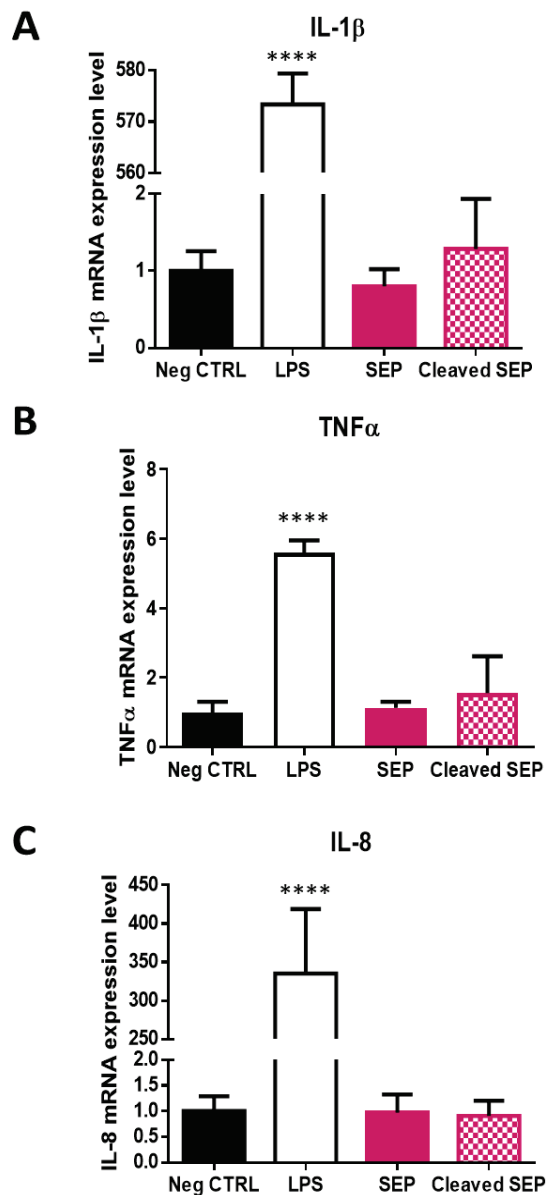 A
IL-1β
IL-1β mRNA expression level
580
570
560
2
1
0
****
Neg CTRL LPS SEP Cleaved SEP
B
TNFα
TNFα mRNA expression level
8
6
4
2
0
****
Neg CTRL LPS SEP Cleaved SEP
C
IL-8
IL-8 mRNA expression level
450
400
350
300
250
2.0
1.5
1.0
0.5
0.0
****
Neg CTRL LPS SEP Cleaved SEP